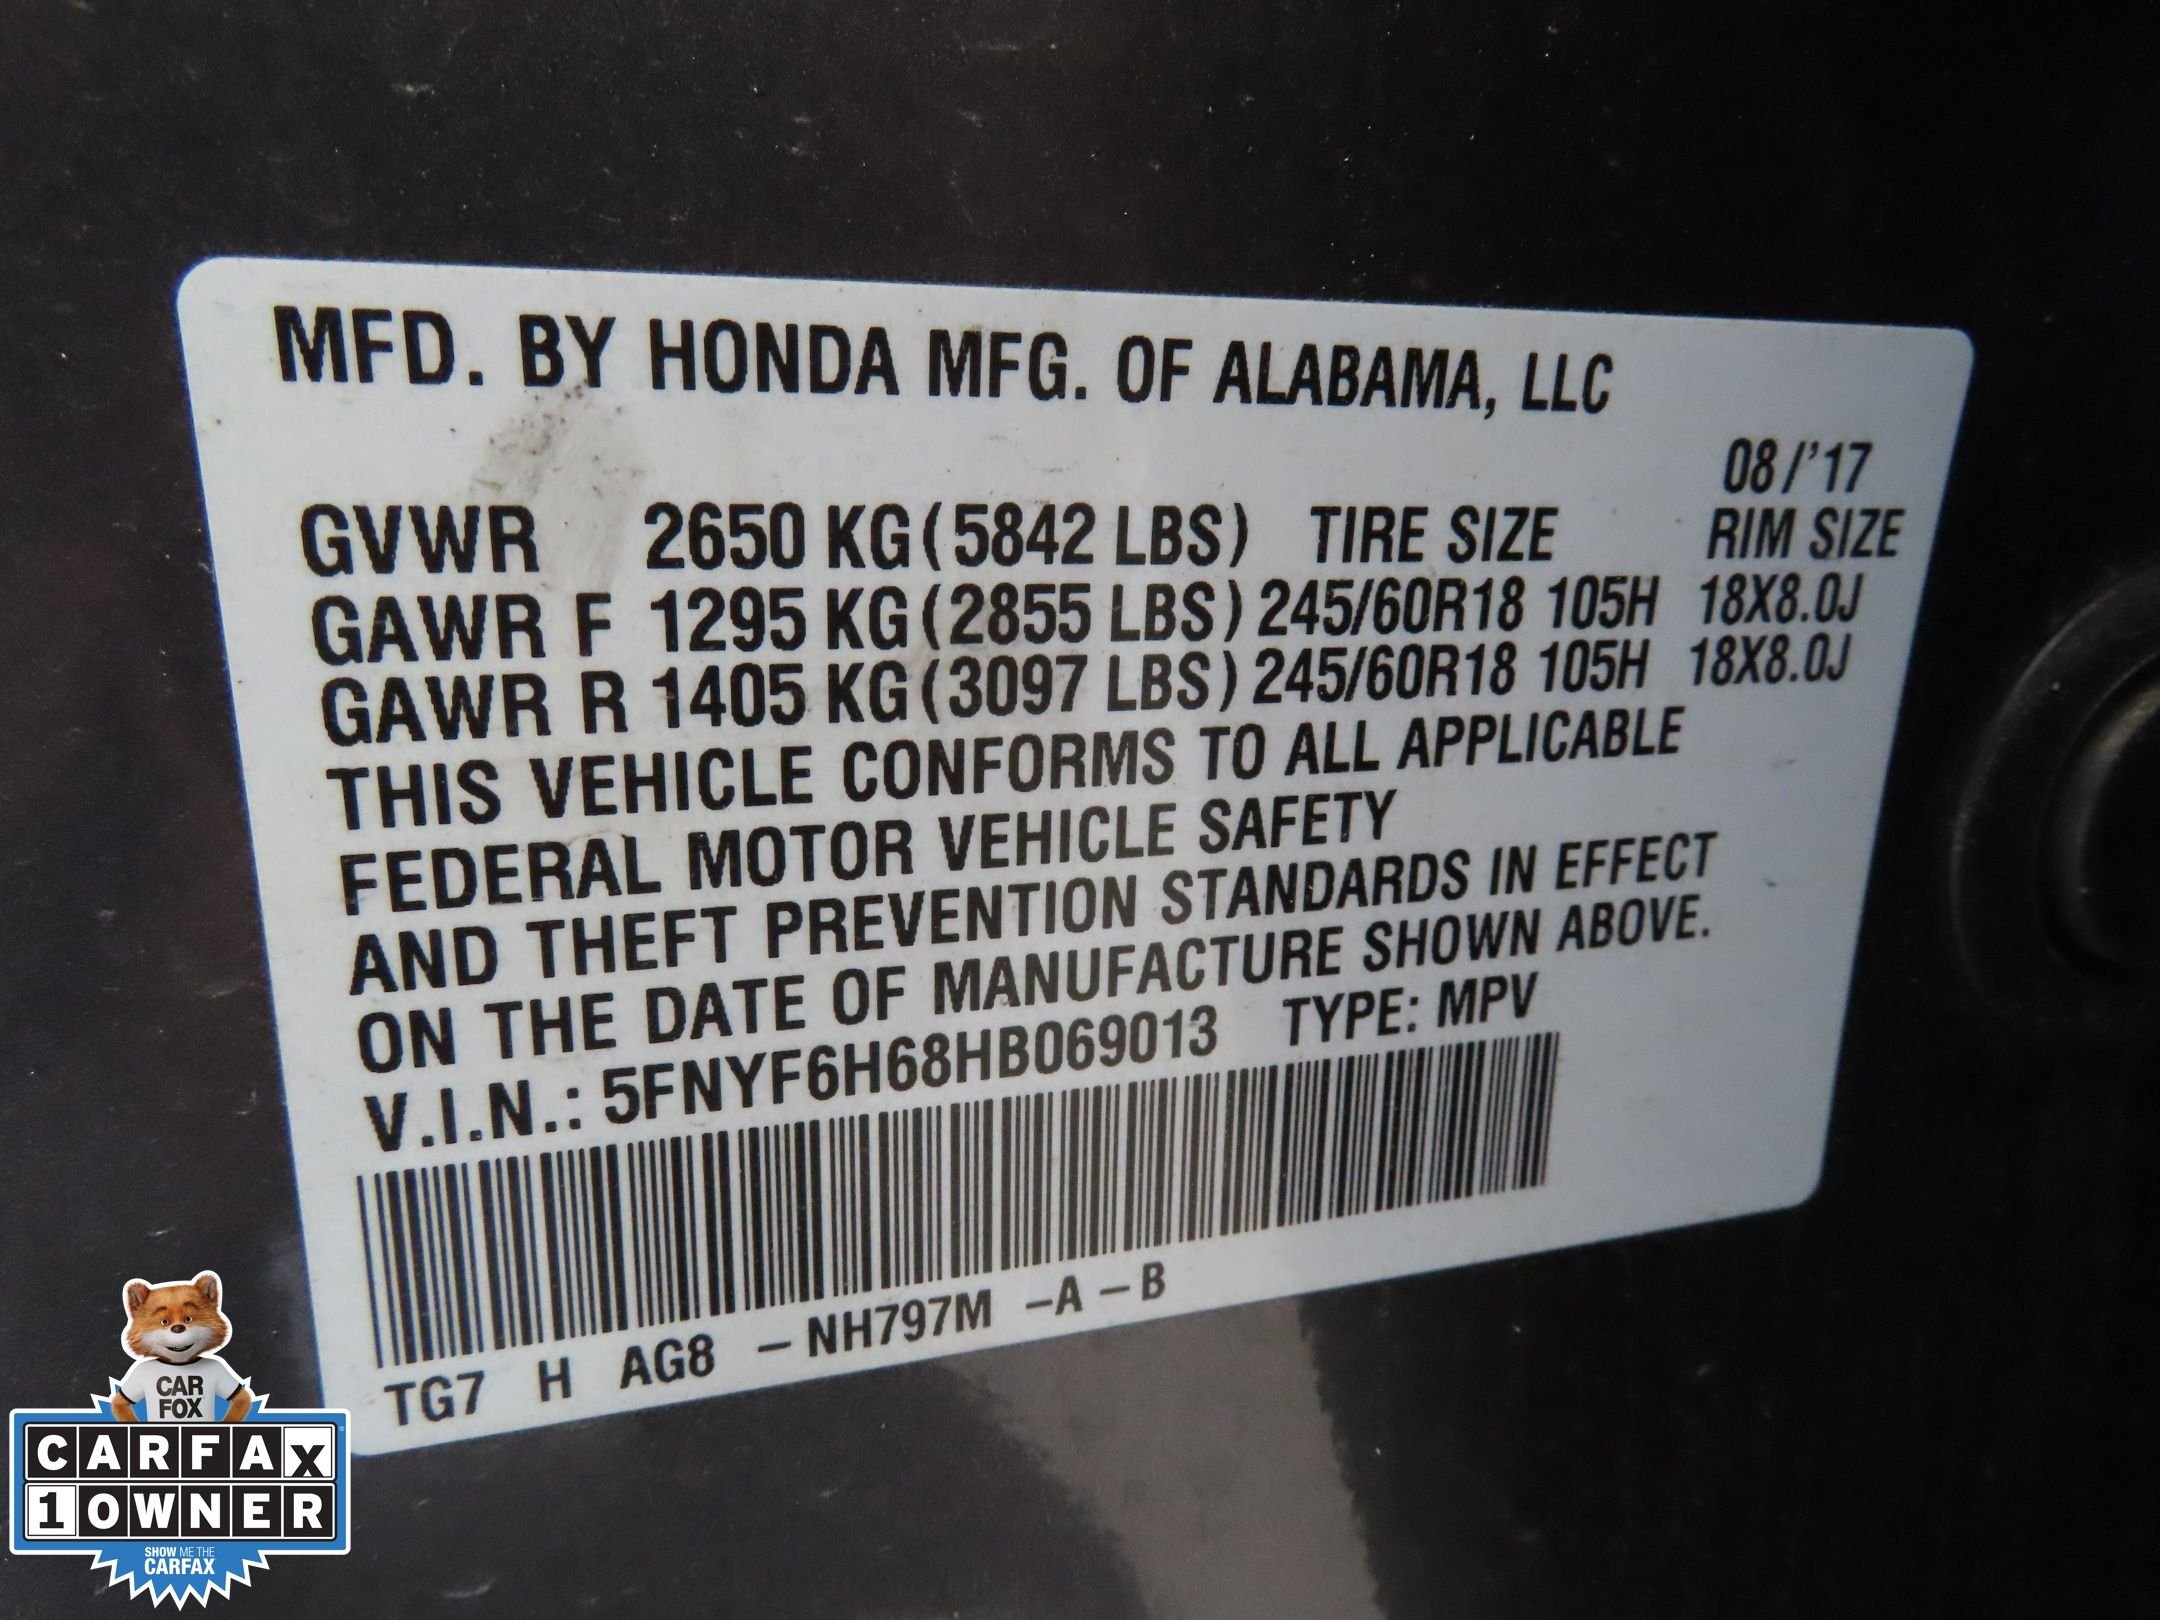 MFD. BY HONDA MFG. OF ALABAMA, LLC
08/'17
GVWR 2650 KG(5842 LBS) TIRE SIZE RIM SIZE
GAWR F 1295 KG(2855 LBS) 245/60R18 105H 18X8.0J
GAWR R 1405 KG(3097 LBS) 245/60R18 105H 18X8.0J
THIS VEHICLE CONFORMS TO ALL APPLICABLE
FEDERAL MOTOR VEHICLE SAFETY
AND THEFT PREVENTION STANDARDS IN EFFECT
ON THE DATE OF MANUFACTURE SHOWN ABOVE.
V.I.N.: 5FNYF6H68HB069013 TYPE: MPV
TG7 H AG8 – NH797M –A – B
CAR
FOX
CARFAX
1 OWNER
SHOW ME THE
CARFAX